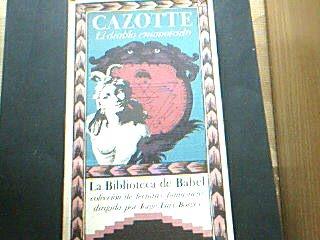 CAZOTTE
El diablo enamorado
La Biblioteca de Babel
colección de lecturas fantásticas
dirigida por Jorge Luis Borges